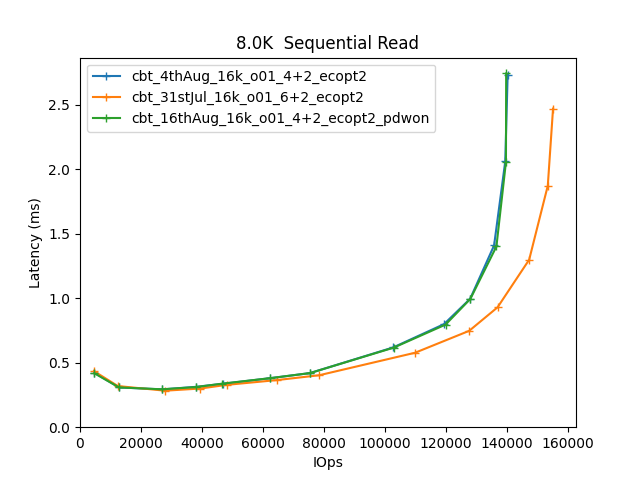 8.0K  Sequential Read
cbt_4thAug_16k_o01_4+2_ecopt2
cbt_31stJul_16k_o01_6+2_ecopt2
cbt_16thAug_16k_o01_4+2_ecopt2_pdwon
Latency (ms)
2.5
2.0
1.5
1.0
0.5
0.0
0 20000 40000 60000 80000 100000 120000 140000 160000
IOps